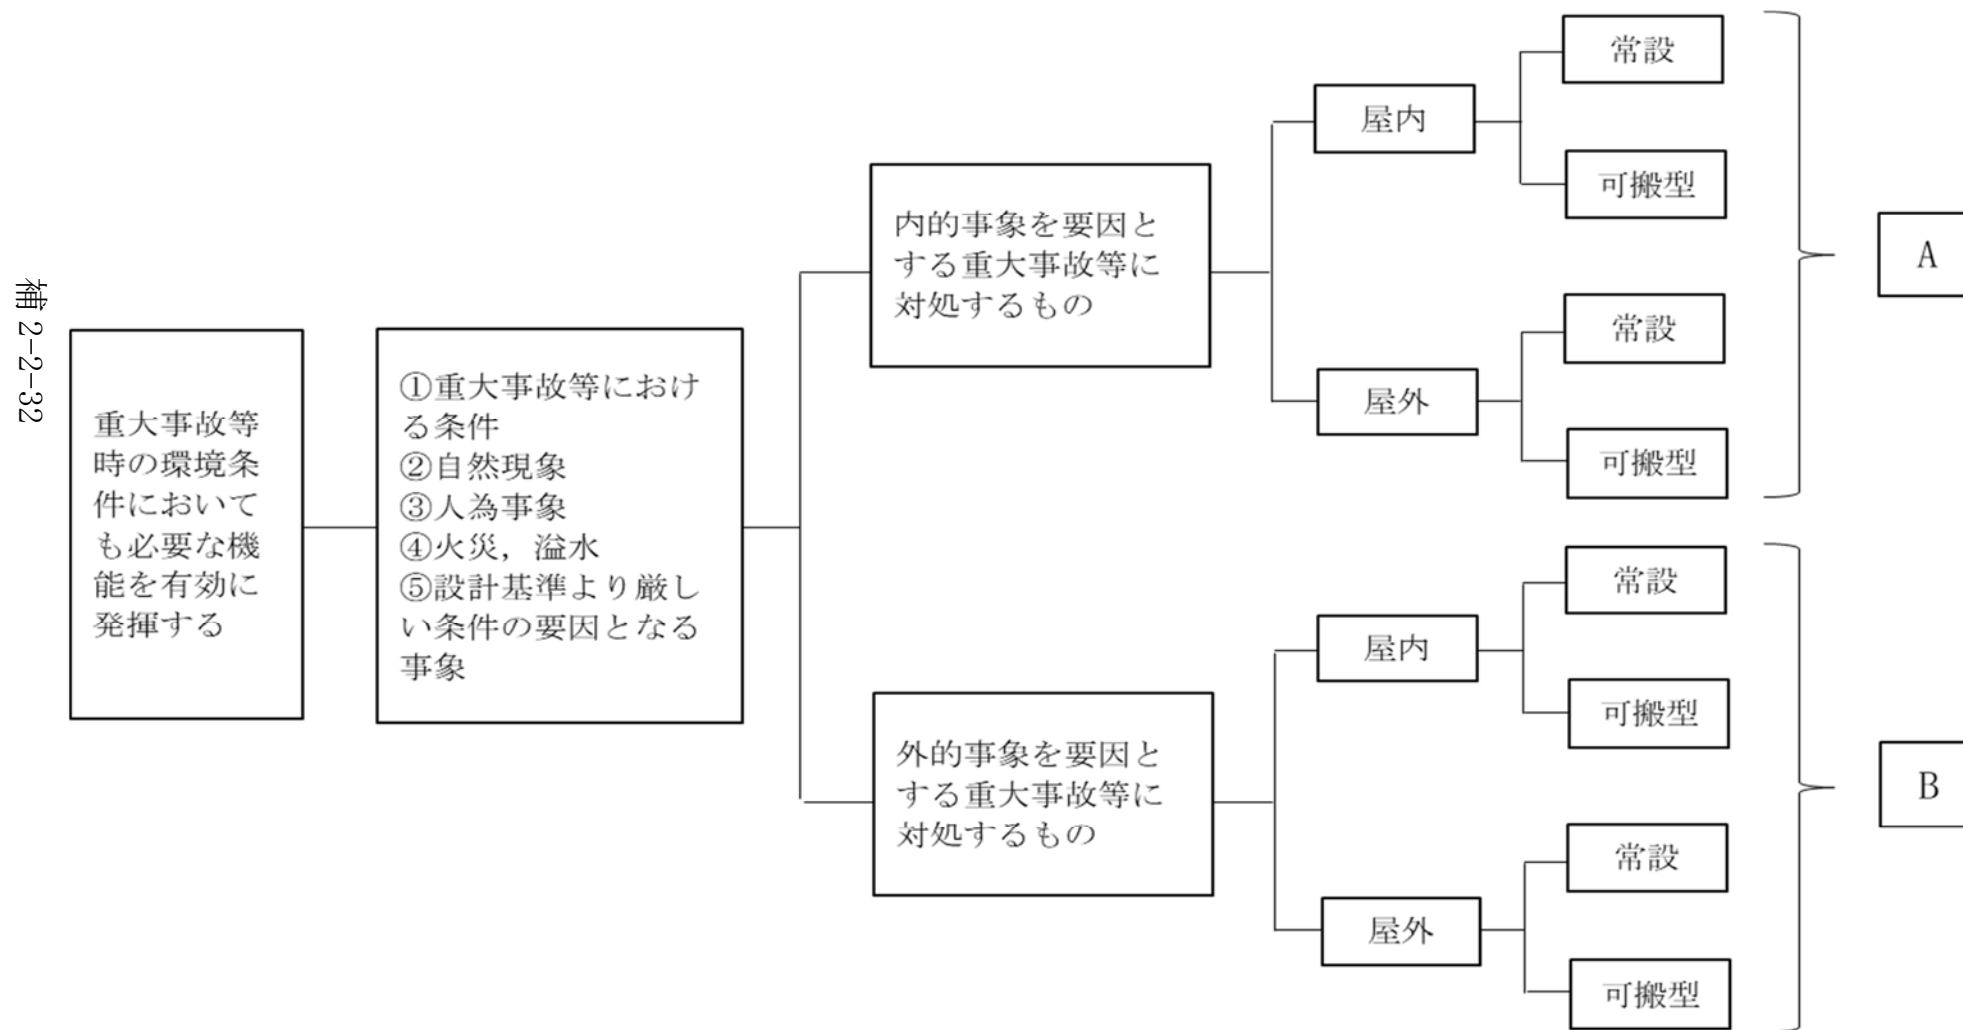 補 2-2-32
重大事故等
時の環境条
件において
も必要な機
能を有効に
発揮する
①重大事故等におけ
る条件
②自然現象
③人為事象
④火災，溢水
⑤設計基準より厳し
い条件の要因となる
事象
内的事象を要因と
する重大事故等に
対処するもの
屋内
常設
可搬型
屋外
常設
可搬型
A
外的事象を要因と
する重大事故等に
対処するもの
屋内
常設
可搬型
屋外
常設
可搬型
B